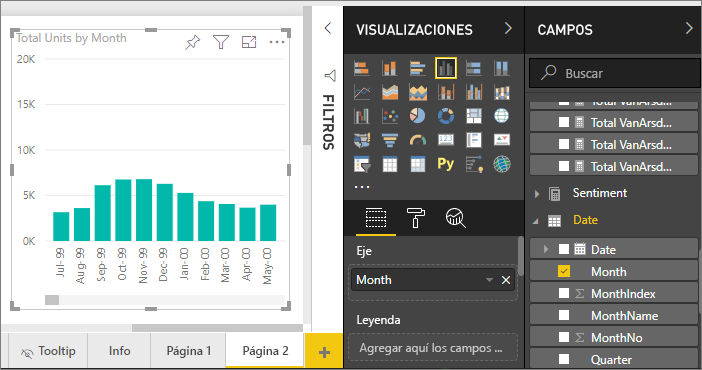 Total Units by Month
20K
15K
10K
5K
0K
Jul-99
Aug-99
Sep-99
Oct-99
Nov-99
Dec-99
Jan-00
Feb-00
Mar-00
Apr-00
May-00
Tooltip
Info
Página 1
Página 2
+
FILTROS
VISUALIZACIONES
Py
Eje
Month
Leyenda
Agregar aquí los campos ...
CAMPOS
Buscar
Total VanArsd...
Total VanArsd...
Total VanArsd...
Total VanArsd...
Sentiment
Date
Date
Month
MonthIndex
MonthName
MonthNo
Quarter